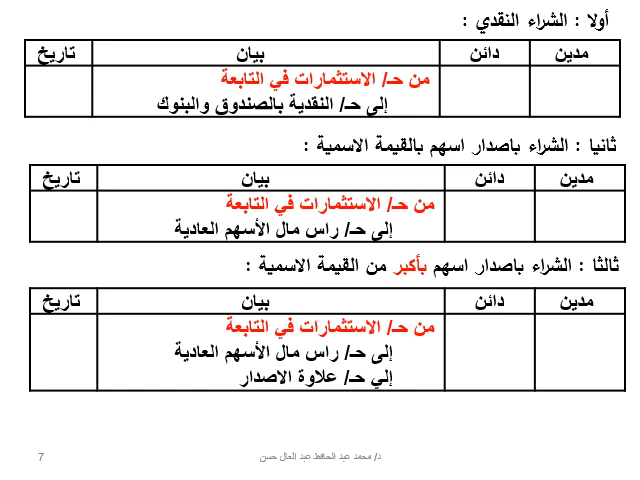 أولا : الشراء النقدي :
مدين دائن بيان تاريخ
من حـ/ الاستثمارات في التابعة
إلى حـ/ النقدية بالصندوق والبنوك
ثانيا : الشراء باصدار اسهم بالقيمة الاسمية :
مدين دائن بيان تاريخ
من حـ/ الاستثمارات في التابعة
إلى حـ/ راس مال الأسهم العادية
ثالثا : الشراء باصدار اسهم بأكبر من القيمة الاسمية :
مدين دائن بيان تاريخ
من حـ/ الاستثمارات في التابعة
إلى حـ/ راس مال الأسهم العادية
إلي حـ/ علاوة الاصدار
د/ محمد عبد الحافظ عبد العال حسن
7